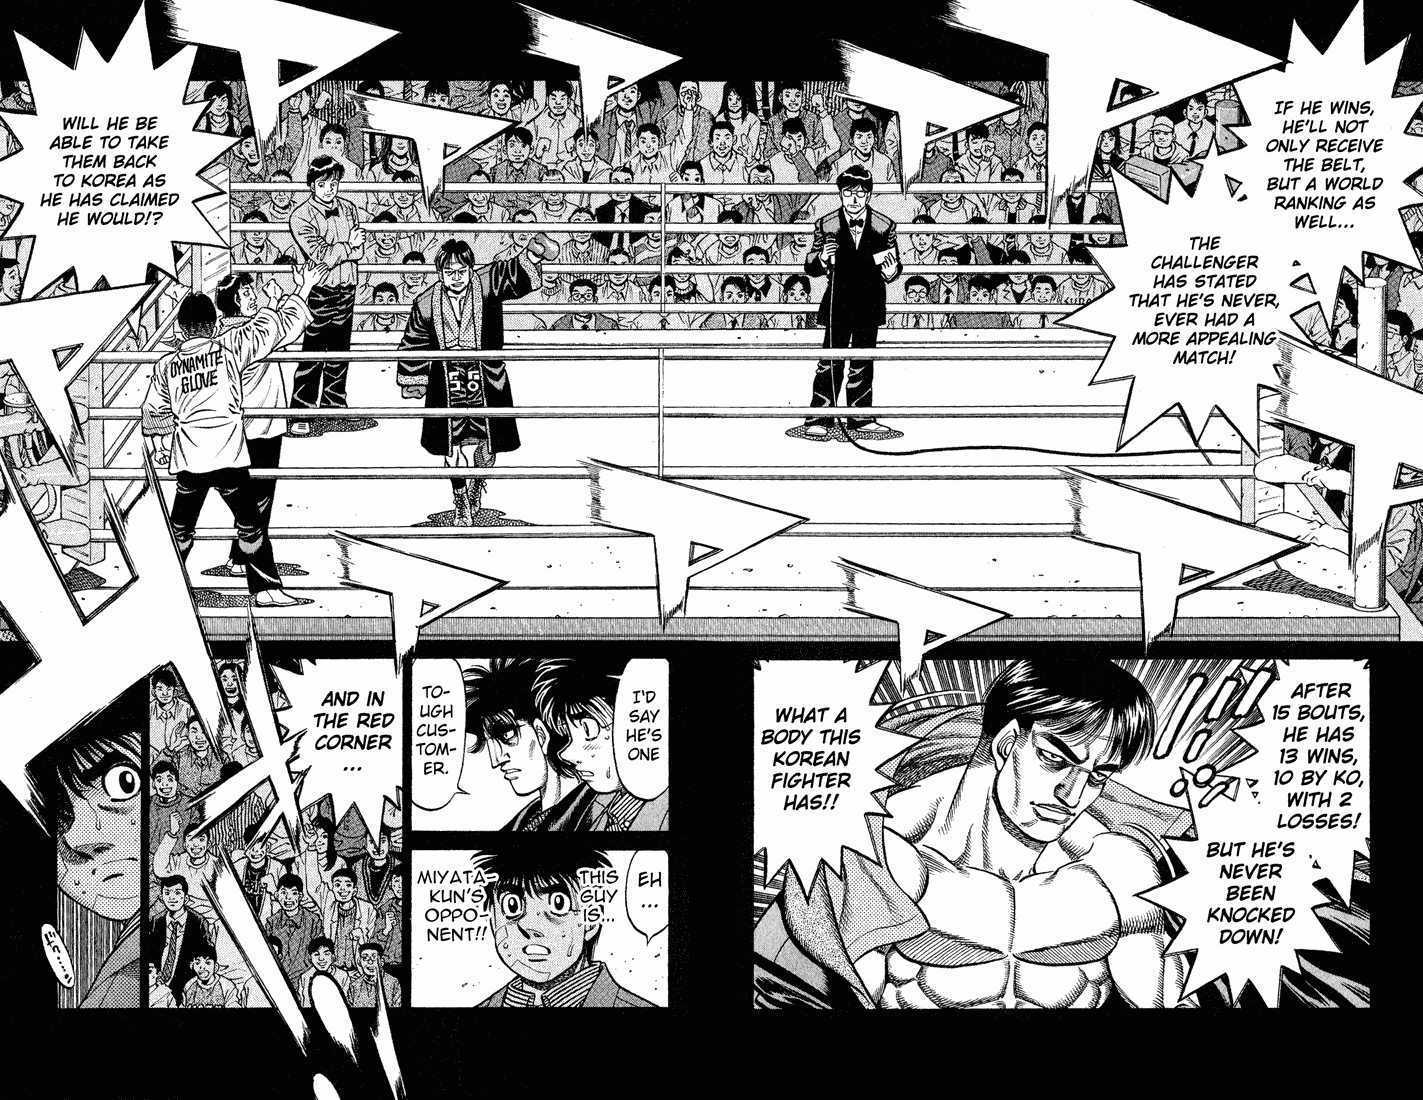 IF HE WINS,
HE'LL NOT
ONLY RECEIVE
THE BELT,
BUT A WORLD
RANKING AS
WELL...
THE
CHALLENGER
HAS STATED
THAT HE'S NEVER,
EVER HAD A
MORE APPEALING
MATCH!
WILL HE BE
ABLE TO TAKE
THEM BACK
TO KOREA AS
HE HAS CLAIMED
HE WOULD!?
DYNAMITE
GLOVE
AFTER
15 BOUTS,
HE HAS
13 WINS,
10 BY KO,
WITH 2
LOSSES!
BUT HE'S
NEVER
BEEN
KNOCKED
DOWN!
WHAT A
BODY THIS
KOREAN
FIGHTER
HAS!!
I'D
SAY
HE'S
ONE
TO-
UGH
CUS-
TOM-
ER.
EH
...
THIS
GUY
IS...
MIYATA-
KUN'S
OPPO-
NENT!!
AND IN
THE RED
CORNER
...